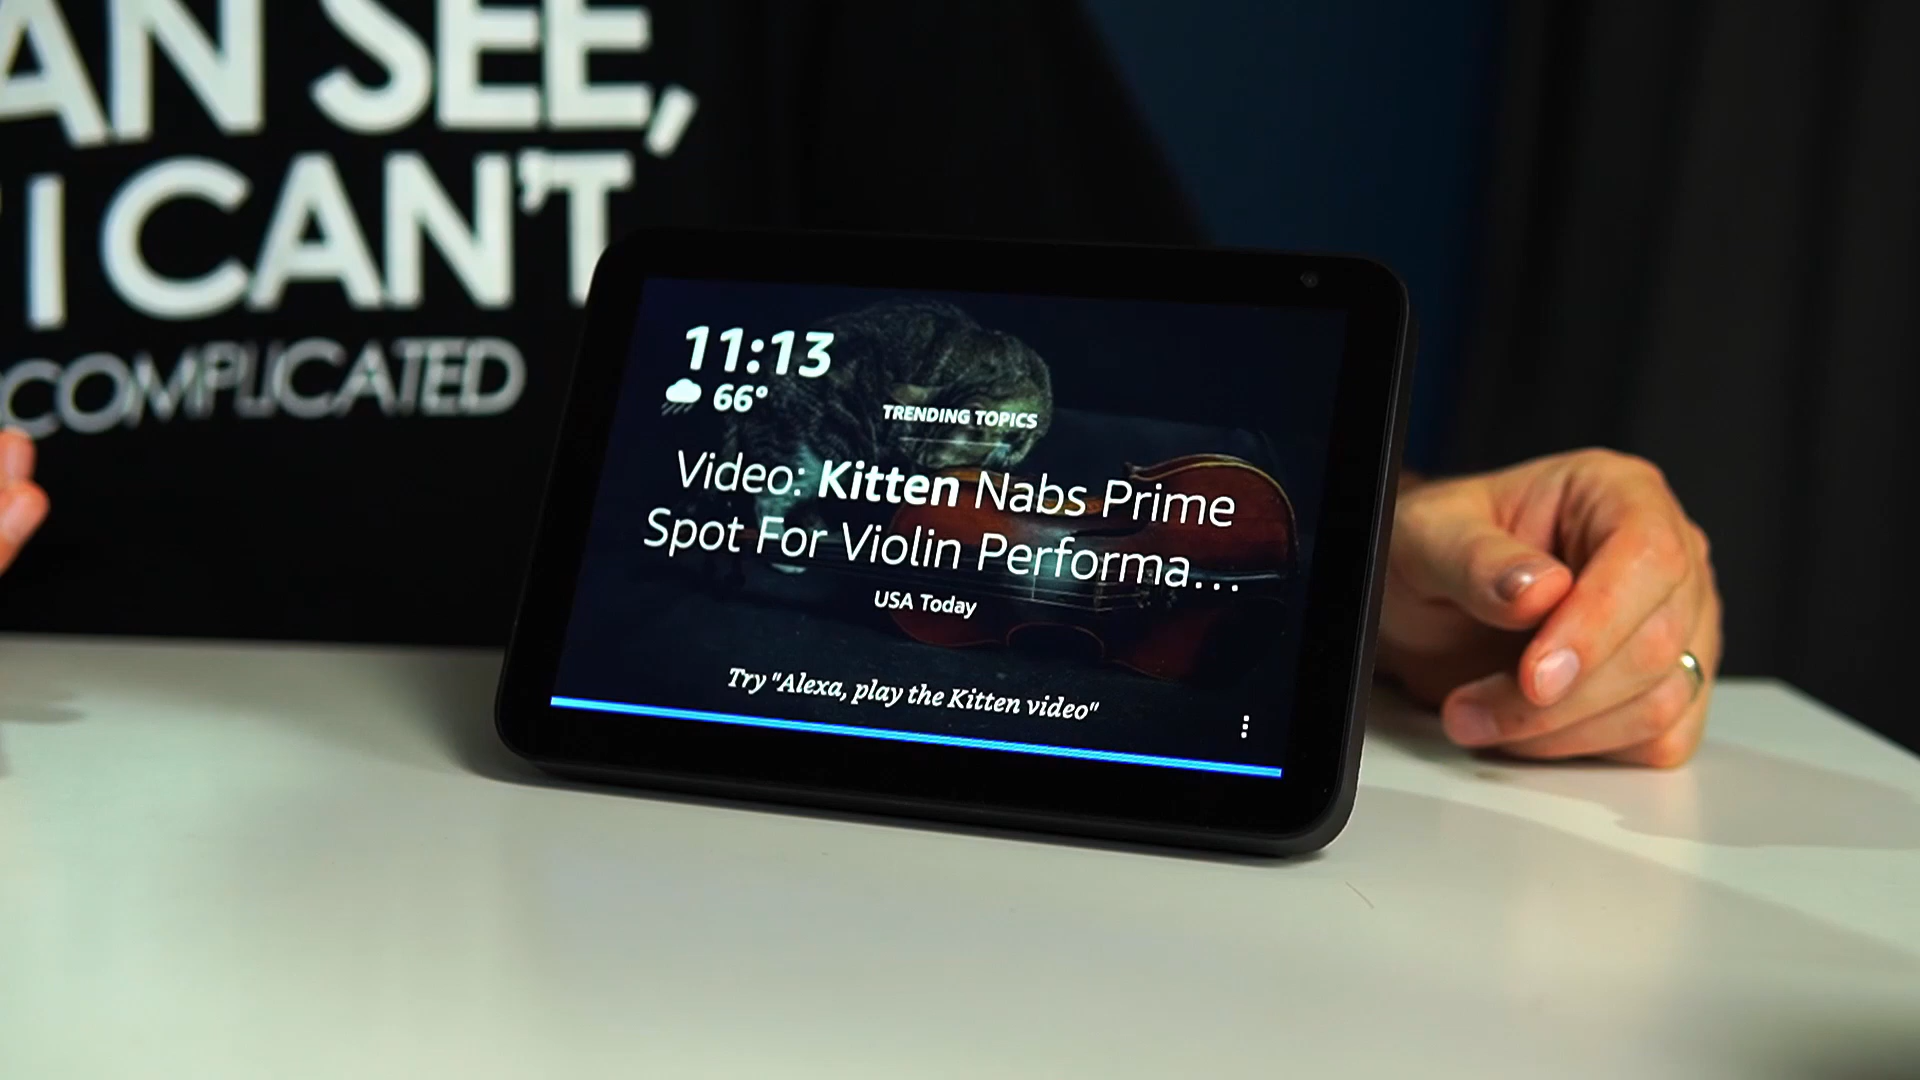 AN SEE,
I CAN'T
COMPLICATED
11:13
66°
TRENDING TOPICS
Video: Kitten Nabs Prime
Spot For Violin Performa...
USA Today
Try "Alexa, play the Kitten video"